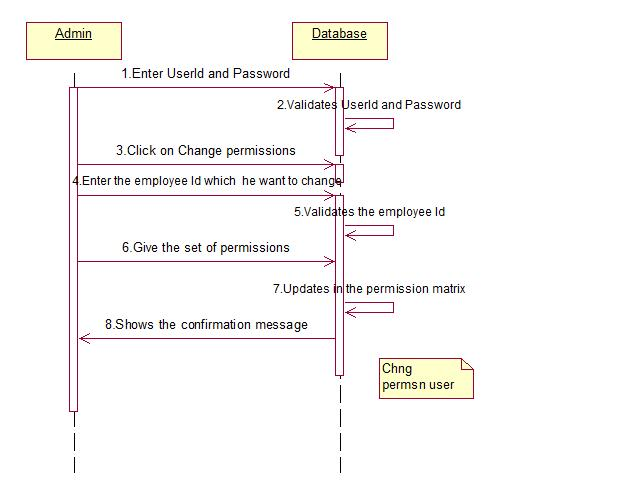 Admin
Database
1.Enter UserId and Password
2.Validates UserId and Password
3.Click on Change permissions
4.Enter the employee Id which he want to change
5.Validates the employee Id
6.Give the set of permissions
7.Updates in the permission matrix
8.Shows the confirmation message
Chng
permsn user